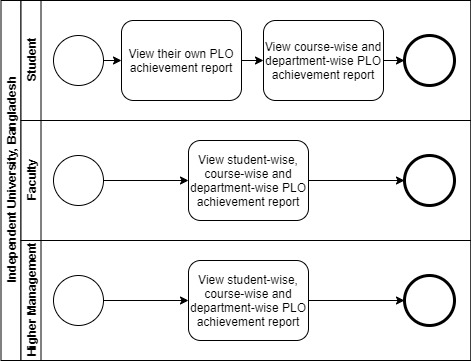 Independent University, Bangladesh
Student
View their own PLO
achievement report
View course-wise and
department-wise PLO
achievement report
Faculty
View student-wise,
course-wise and
department-wise PLO
achievement report
Higher Management
View student-wise,
course-wise and
department-wise PLO
achievement report